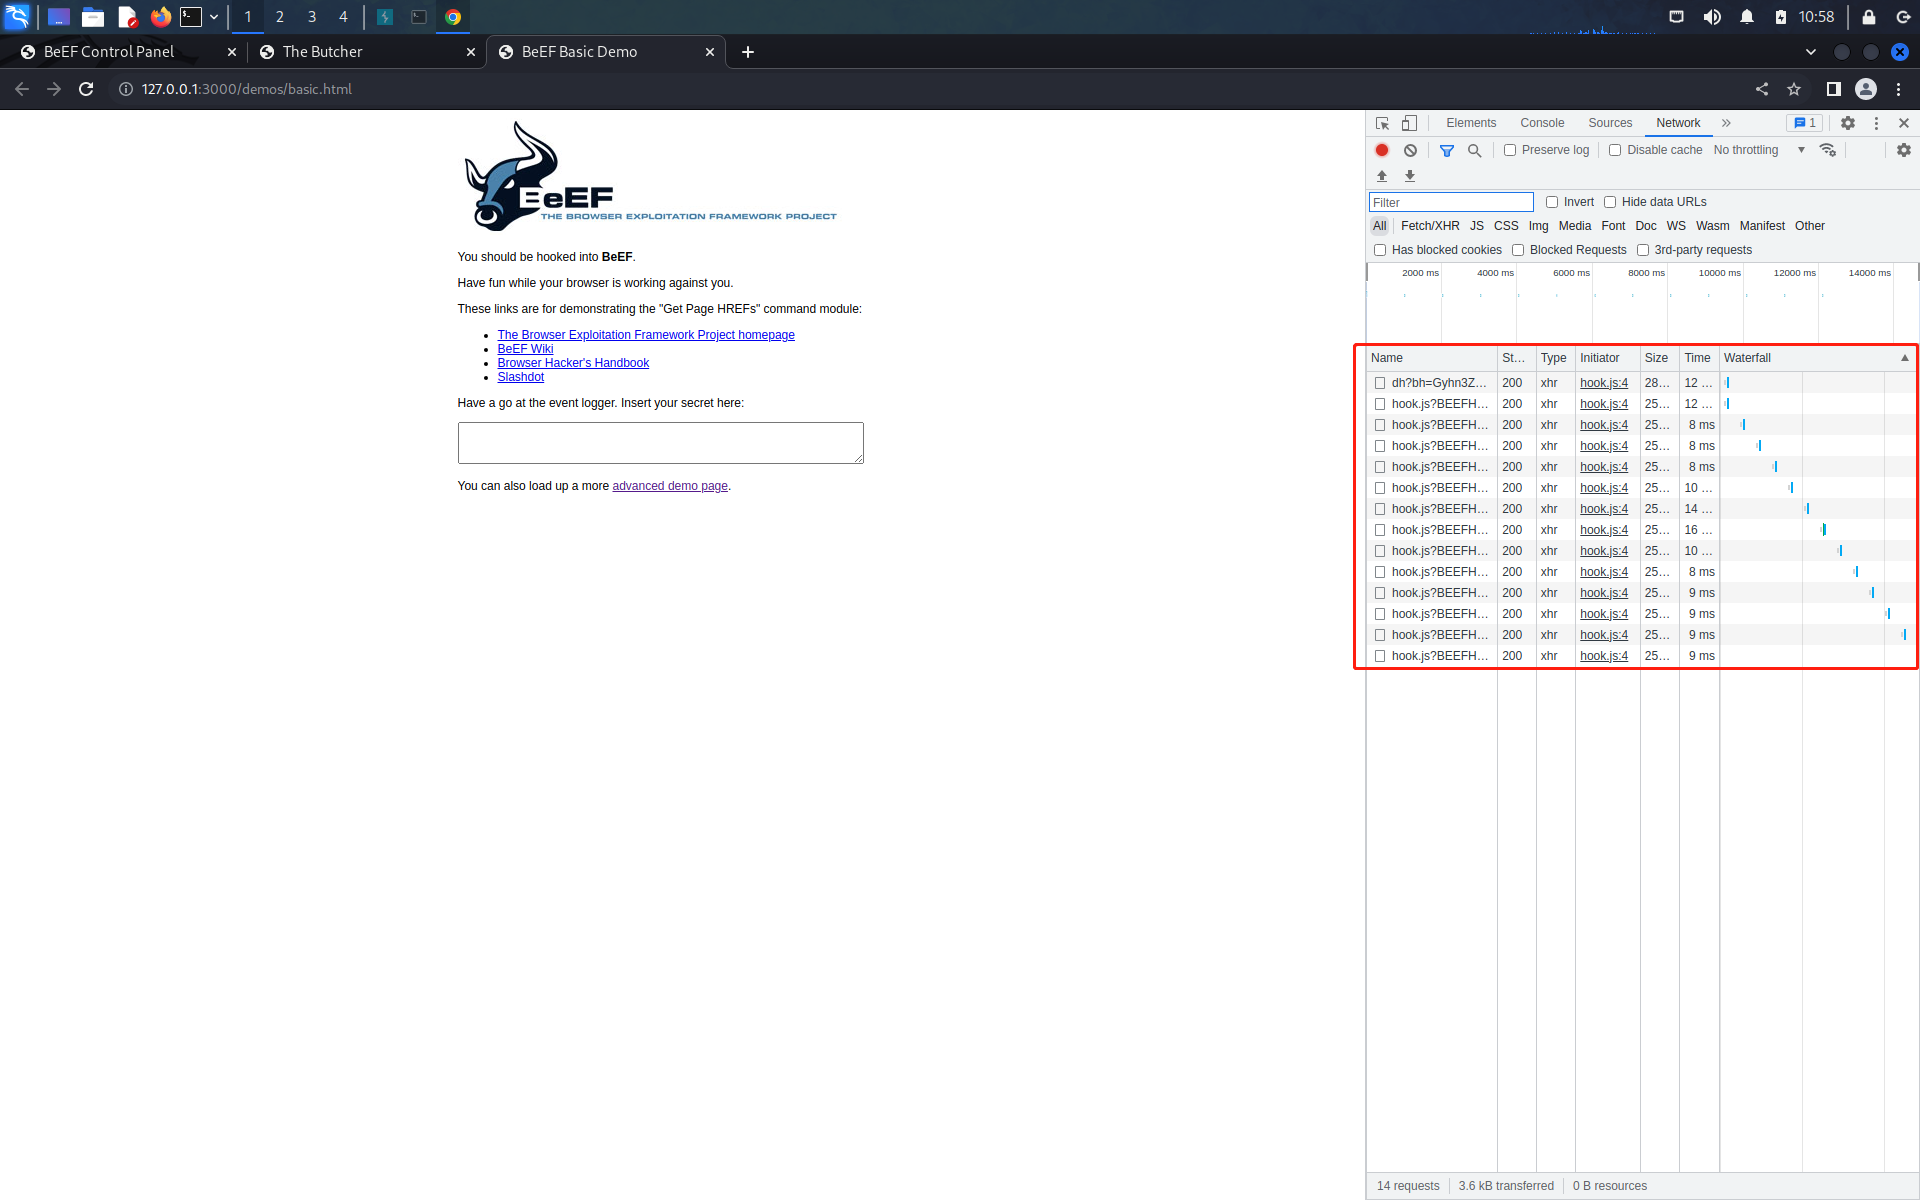 1 2 3 4 10:58
BeEF Control Panel The Butcher BeEF Basic Demo
127.0.0.1:3000/demos/basic.html
BeEF
THE BROWSER EXPLOITATION FRAMEWORK PROJECT
You should be hooked into BeEF.
Have fun while your browser is working against you.
These links are for demonstrating the "Get Page HREFs" command module:
The Browser Exploitation Framework Project homepage
BeEF Wiki
Browser Hacker's Handbook
Slashdot
Have a go at the event logger. Insert your secret here:
You can also load up a more advanced demo page.
Elements Console Sources Network 1
Preserve log Disable cache No throttling
Filter Invert Hide data URLs
All Fetch/XHR JS CSS Img Media Font Doc WS Wasm Manifest Other
Has blocked cookies Blocked Requests 3rd-party requests
2000 ms 4000 ms 6000 ms 8000 ms 10000 ms 12000 ms 14000 ms
Name St... Type Initiator Size Time Waterfall
dh?bh=Gyhn3Z... 200 xhr hook.js:4 28... 12 ...
hook.js?BEEFH... 200 xhr hook.js:4 25... 12 ...
hook.js?BEEFH... 200 xhr hook.js:4 25... 8 ms
hook.js?BEEFH... 200 xhr hook.js:4 25... 8 ms
hook.js?BEEFH... 200 xhr hook.js:4 25... 8 ms
hook.js?BEEFH... 200 xhr hook.js:4 25... 10 ...
hook.js?BEEFH... 200 xhr hook.js:4 25... 14 ...
hook.js?BEEFH... 200 xhr hook.js:4 25... 16 ...
hook.js?BEEFH... 200 xhr hook.js:4 25... 10 ...
hook.js?BEEFH... 200 xhr hook.js:4 25... 8 ms
hook.js?BEEFH... 200 xhr hook.js:4 25... 9 ms
hook.js?BEEFH... 200 xhr hook.js:4 25... 9 ms
hook.js?BEEFH... 200 xhr hook.js:4 25... 9 ms
hook.js?BEEFH... 200 xhr hook.js:4 25... 9 ms
14 requests 3.6 kB transferred 0 B resources